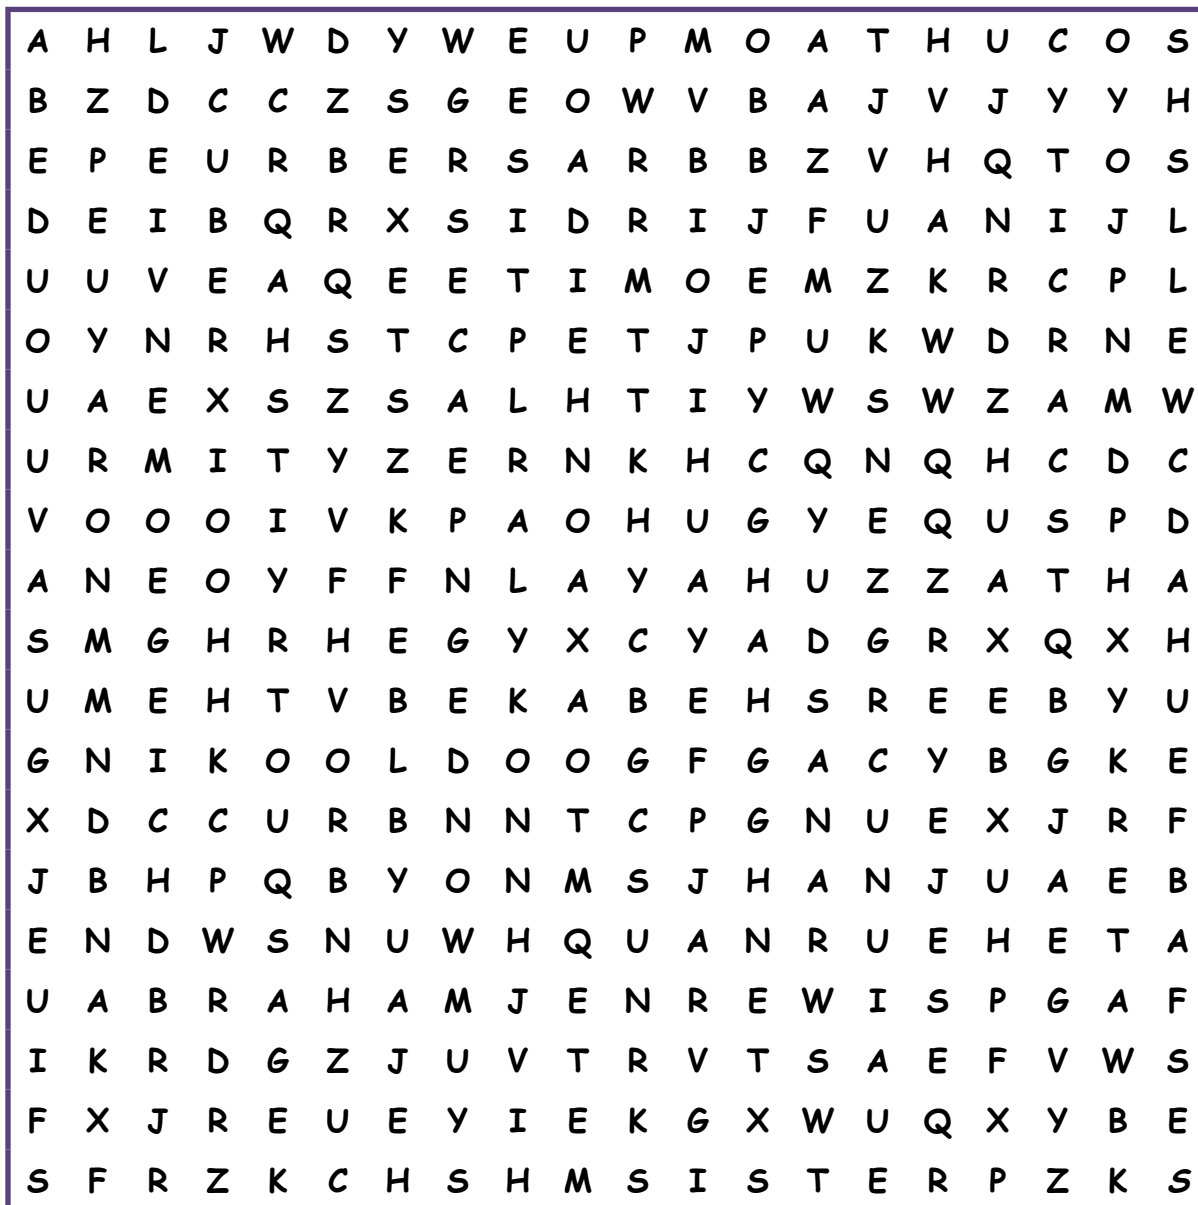 A H L J W D Y W E U P M O A T H U C O S
B Z D C C Z S G E O W V B A J V J Y Y H
E P E U R B E R S A R B B Z V H Q T O S
D E I B Q R X S I D R I J F U A N I J L
U U V E A Q E E T I M O E M Z K R C P L
O Y N R H S T C P E T J P U K W D R N E
U A E X S Z S A L H T I Y W S W Z A M W
U R M I T Y Z E R N K H C Q N Q H C D C
V O O O I V K P A O H U G Y E Q U S P D
A N E O Y F F N L A Y A H U Z Z A T H A
S M G H R H E G Y X C Y A D G R X Q X H
U M E H T V B E K A B E H S R E E B Y U
G N I K O O L D O O G F G A C Y B G K E
X D C C U R B N N T C P G N U E X J R F
J B H P Q B Y O N M S J H A N J U A E B
E N D W S N U W H Q U A N R U E H E T A
U A B R A H A M J E N R E W I S P G A F
I K R D G Z J U V T R V T S A E F V W S
F X J R E U E Y I E K G X W U Q X Y B E
S F R Z K C H S H M S I S T E R P Z K S